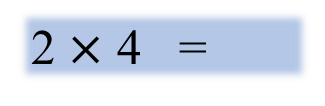 2 × 4 =